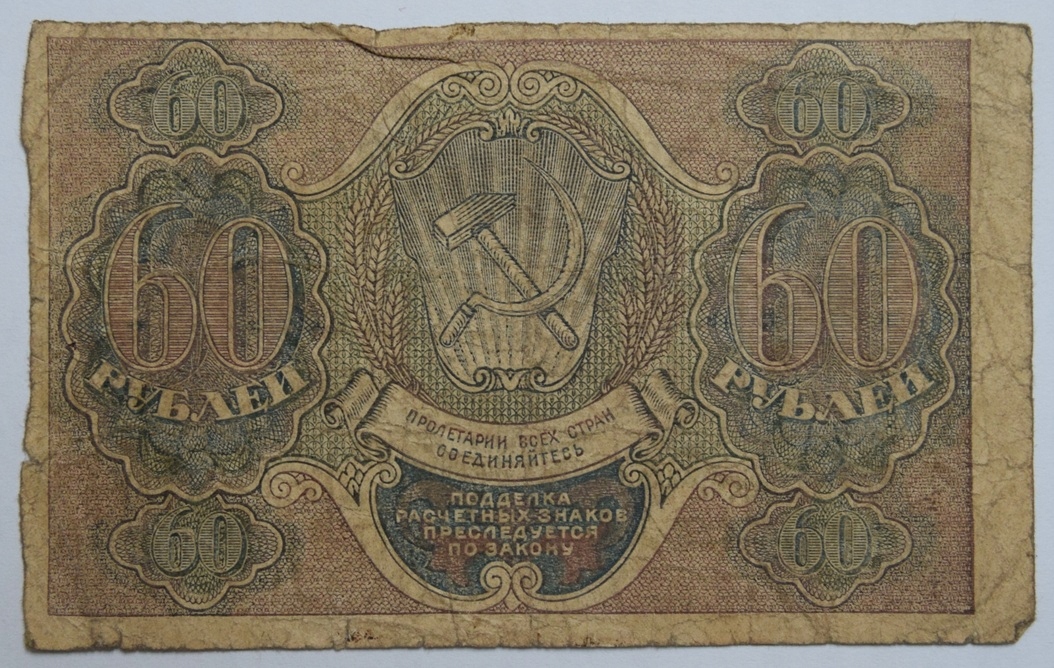 60
60
60
РУБЛЕЙ
60
РУБЛЕЙ
ПРОЛЕТАРИИ ВСЕХ СТРАН
СОЕДИНЯЙТЕСЬ
ПОДДЕЛКА
РАСЧЕТНЫХ ЗНАКОВ
ПРЕСЛЕДУЕТСЯ
ПО ЗАКОНУ
60
60